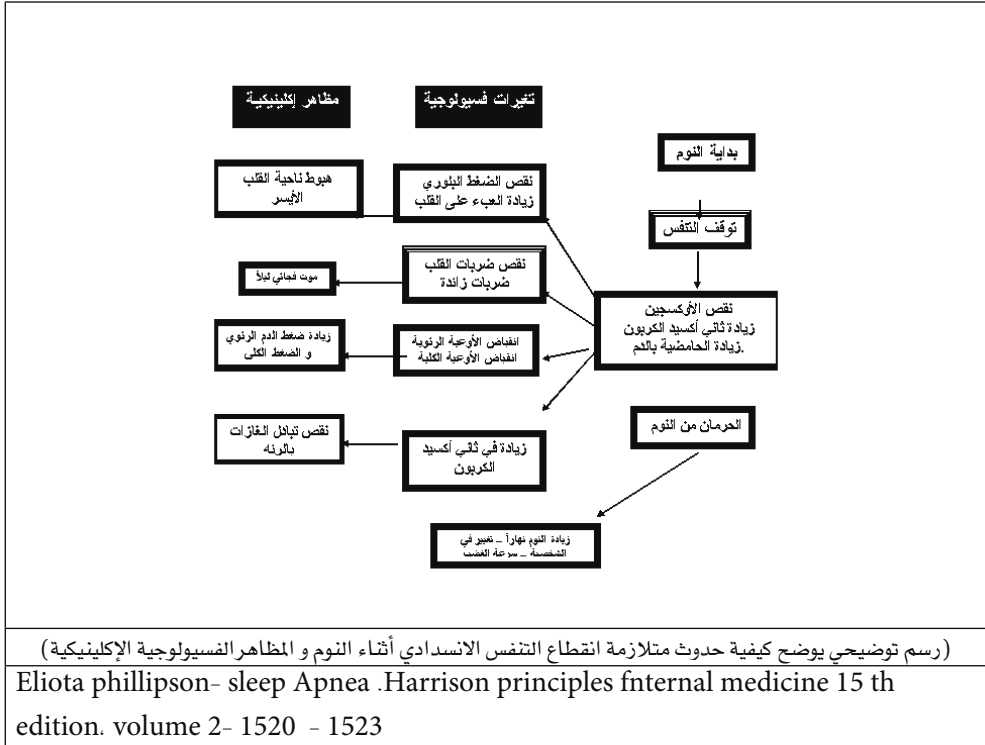 تغيرات فسيولوجية
مظاهر إكلينيكية
بداية النوم
توقف التنفس
نقص الأوكسجين
زيادة ثاني أكسيد الكربون
زيادة الحامضية بالدم.
نقص الضغط البلوري
زيادة العبء على القلب
هبوط ناحية القلب
الأيسر
نقص ضربات القلب
ضربات زائدة
موت فجائي ليلاً
انقباض الأوعية الرئوية
انقباض الأوعية الكلية
زيادة ضغط الدم الرئوي
و الضغط الكلى
زيادة في ثاني أكسيد
الكربون
نقص تبادل الغازات
بالرئه
الحرمان من النوم
زيادة النوم نهاراً – تغيير في
الشخصية – سرعة الغضب
(رسم توضيحي يوضح كيفية حدوث متلازمة انقطاع التنفس الانسدادي أثناء النوم و المظاهر الفسيولوجية الإكلينيكية)
Eliota phillipson- sleep Apnea .Harrison principles fnternal medicine 15 th
edition، volume 2- 1520 - 1523